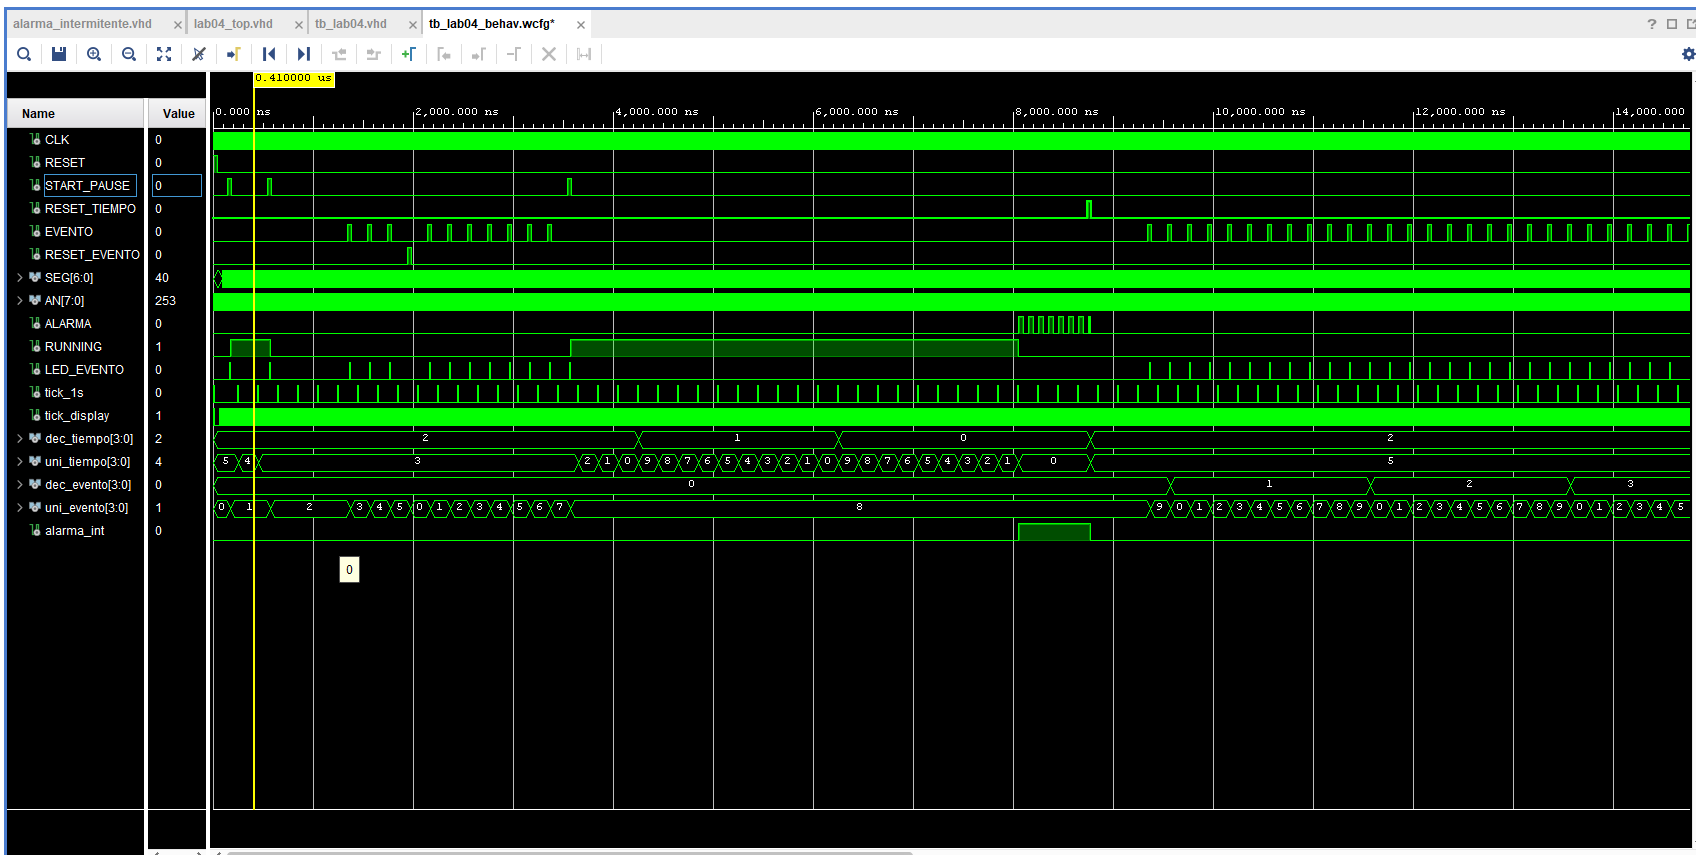 alarma_intermitente.vhd × lab04_top.vhd × tb_lab04.vhd × tb_lab04_behav.wcfg* ×
?
0.410000 us
Name Value
0.000 ns 2,000.000 ns 4,000.000 ns 6,000.000 ns 8,000.000 ns 10,000.000 ns 12,000.000 ns 14,000.000
CLK 0
RESET 0
START_PAUSE 0
RESET_TIEMPO 0
EVENTO 0
RESET_EVENTO 0
SEG[6:0] 40
AN[7:0] 253
ALARMA 0
RUNNING 1
LED_EVENTO 0
tick_1s 0
tick_display 1
dec_tiempo[3:0] 2 2 1 0 2
uni_tiempo[3:0] 4 5 4 3 2 1 0 9 8 7 6 5 4 3 2 1 0 9 8 7 6 5 4 3 2 1 0 5
dec_evento[3:0] 0 0 1 2 3
uni_evento[3:0] 1 0 1 2 3 4 5 0 1 2 3 4 5 6 7 8 9 0 1 2 3 4 5 6 7 8 9 0 1 2 3 4 5 6 7 8 9 0 1 2 3 4 5
alarma_int 0
0